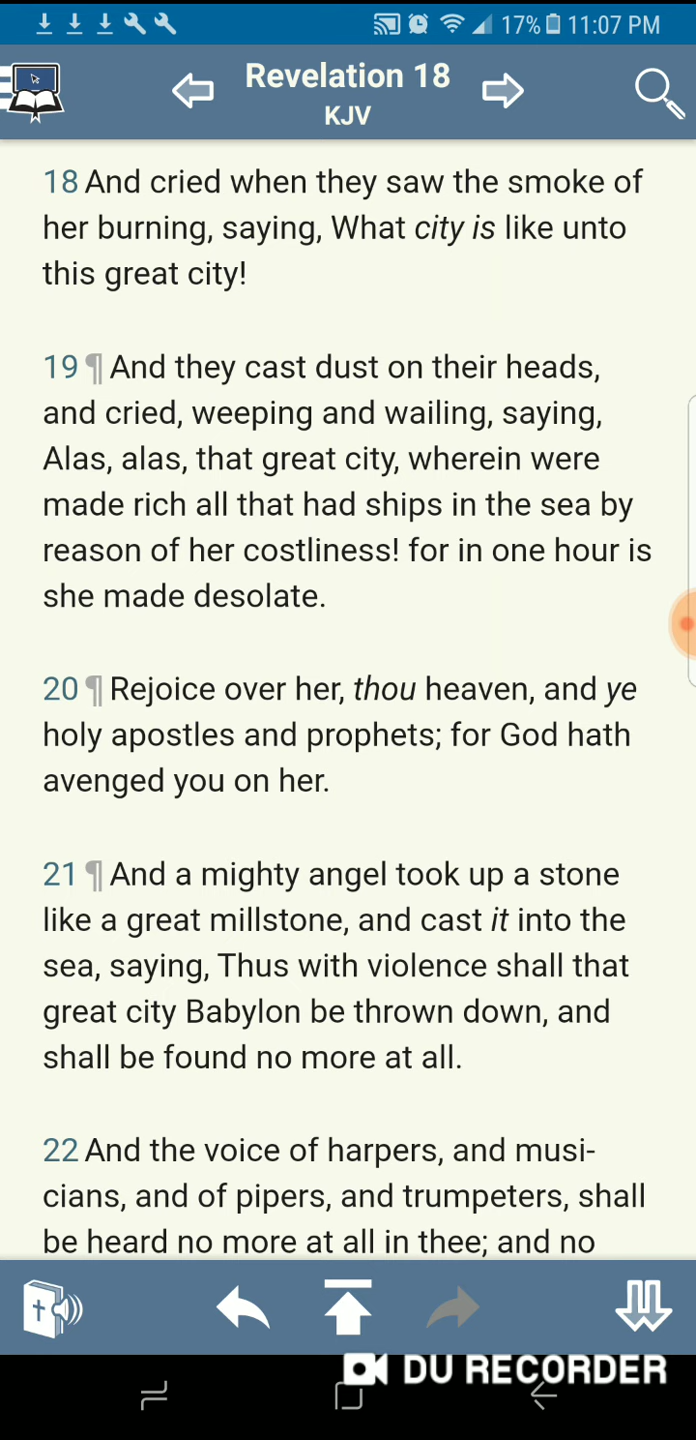 17% 11:07 PM
Revelation 18
KJV
18 And cried when they saw the smoke of
her burning, saying, What city is like unto
this great city!
19 ¶ And they cast dust on their heads,
and cried, weeping and wailing, saying,
Alas, alas, that great city, wherein were
made rich all that had ships in the sea by
reason of her costliness! for in one hour is
she made desolate.
20 ¶ Rejoice over her, thou heaven, and ye
holy apostles and prophets; for God hath
avenged you on her.
21 ¶ And a mighty angel took up a stone
like a great millstone, and cast it into the
sea, saying, Thus with violence shall that
great city Babylon be thrown down, and
shall be found no more at all.
22 And the voice of harpers, and musi-
cians, and of pipers, and trumpeters, shall
be heard no more at all in thee; and no
DU RECORDER